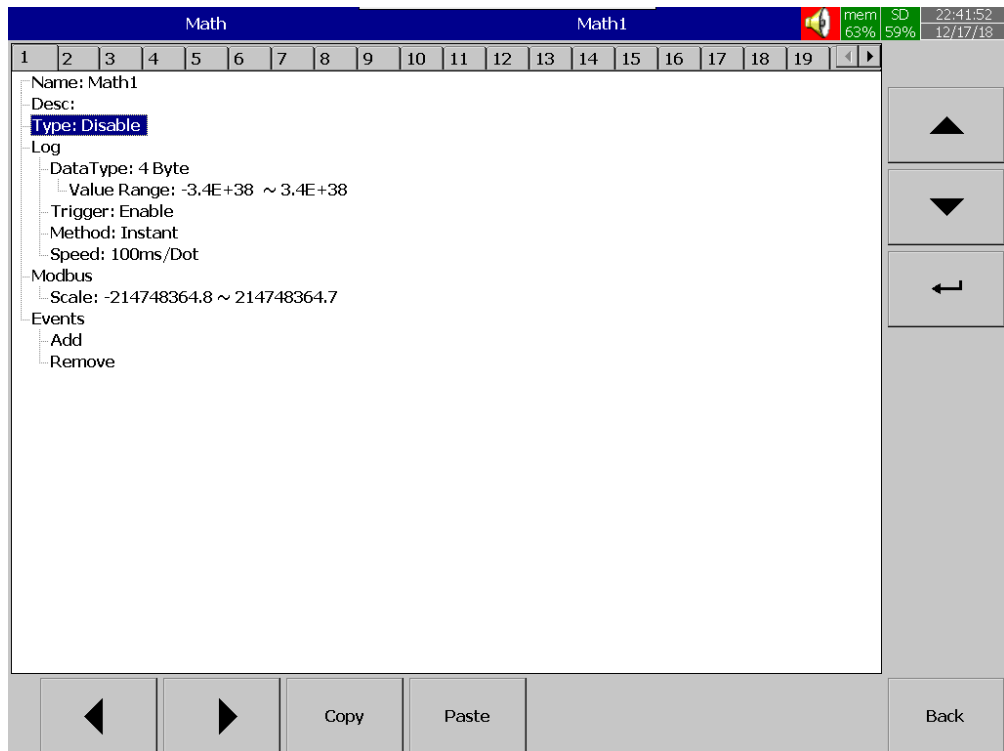 Math Math1 mem SD 22:41:52
63% 59% 12/17/18
1 2 3 4 5 6 7 8 9 10 11 12 13 14 15 16 17 18 19
Name: Math1
Desc:
Type: Disable
Log
DataType: 4 Byte
Value Range: -3.4E+38 ~ 3.4E+38
Trigger: Enable
Method: Instant
Speed: 100ms/Dot
Modbus
Scale: -214748364.8 ~ 214748364.7
Events
Add
Remove
Copy Paste Back